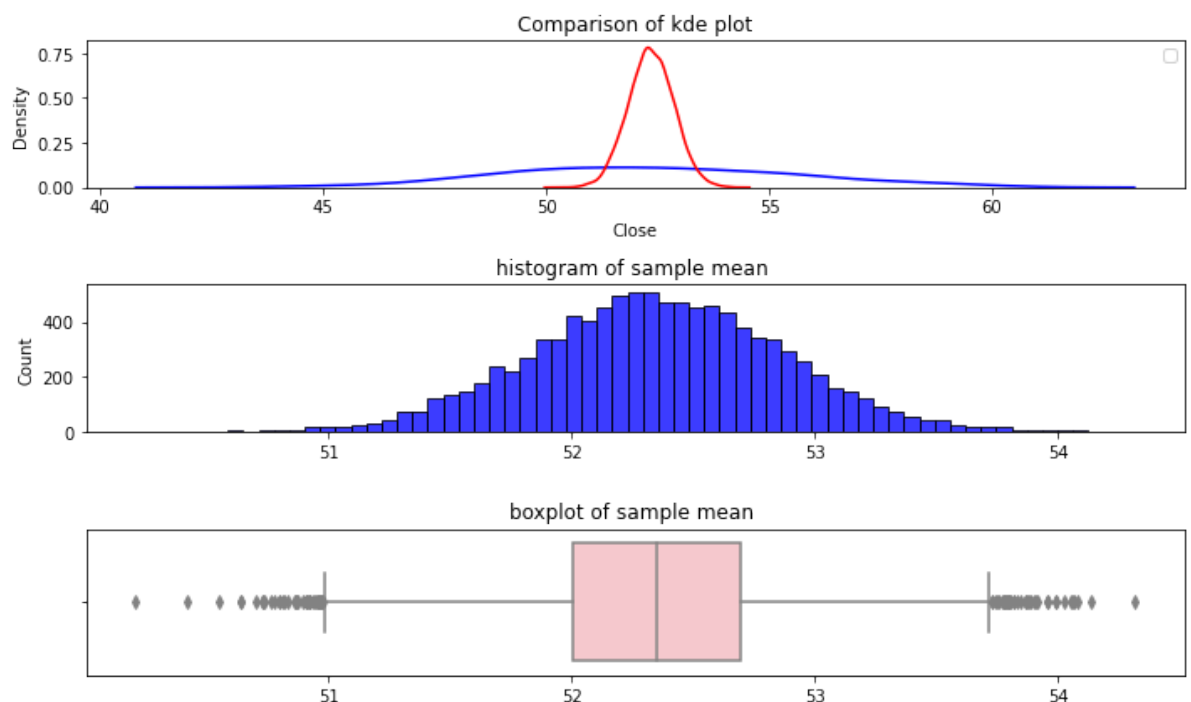 Comparison of kde plot
0.75
0.50
0.25
0.00
Density
40 45 50 55 60
Close
histogram of sample mean
400
200
0
Count
51 52 53 54
boxplot of sample mean
51 52 53 54